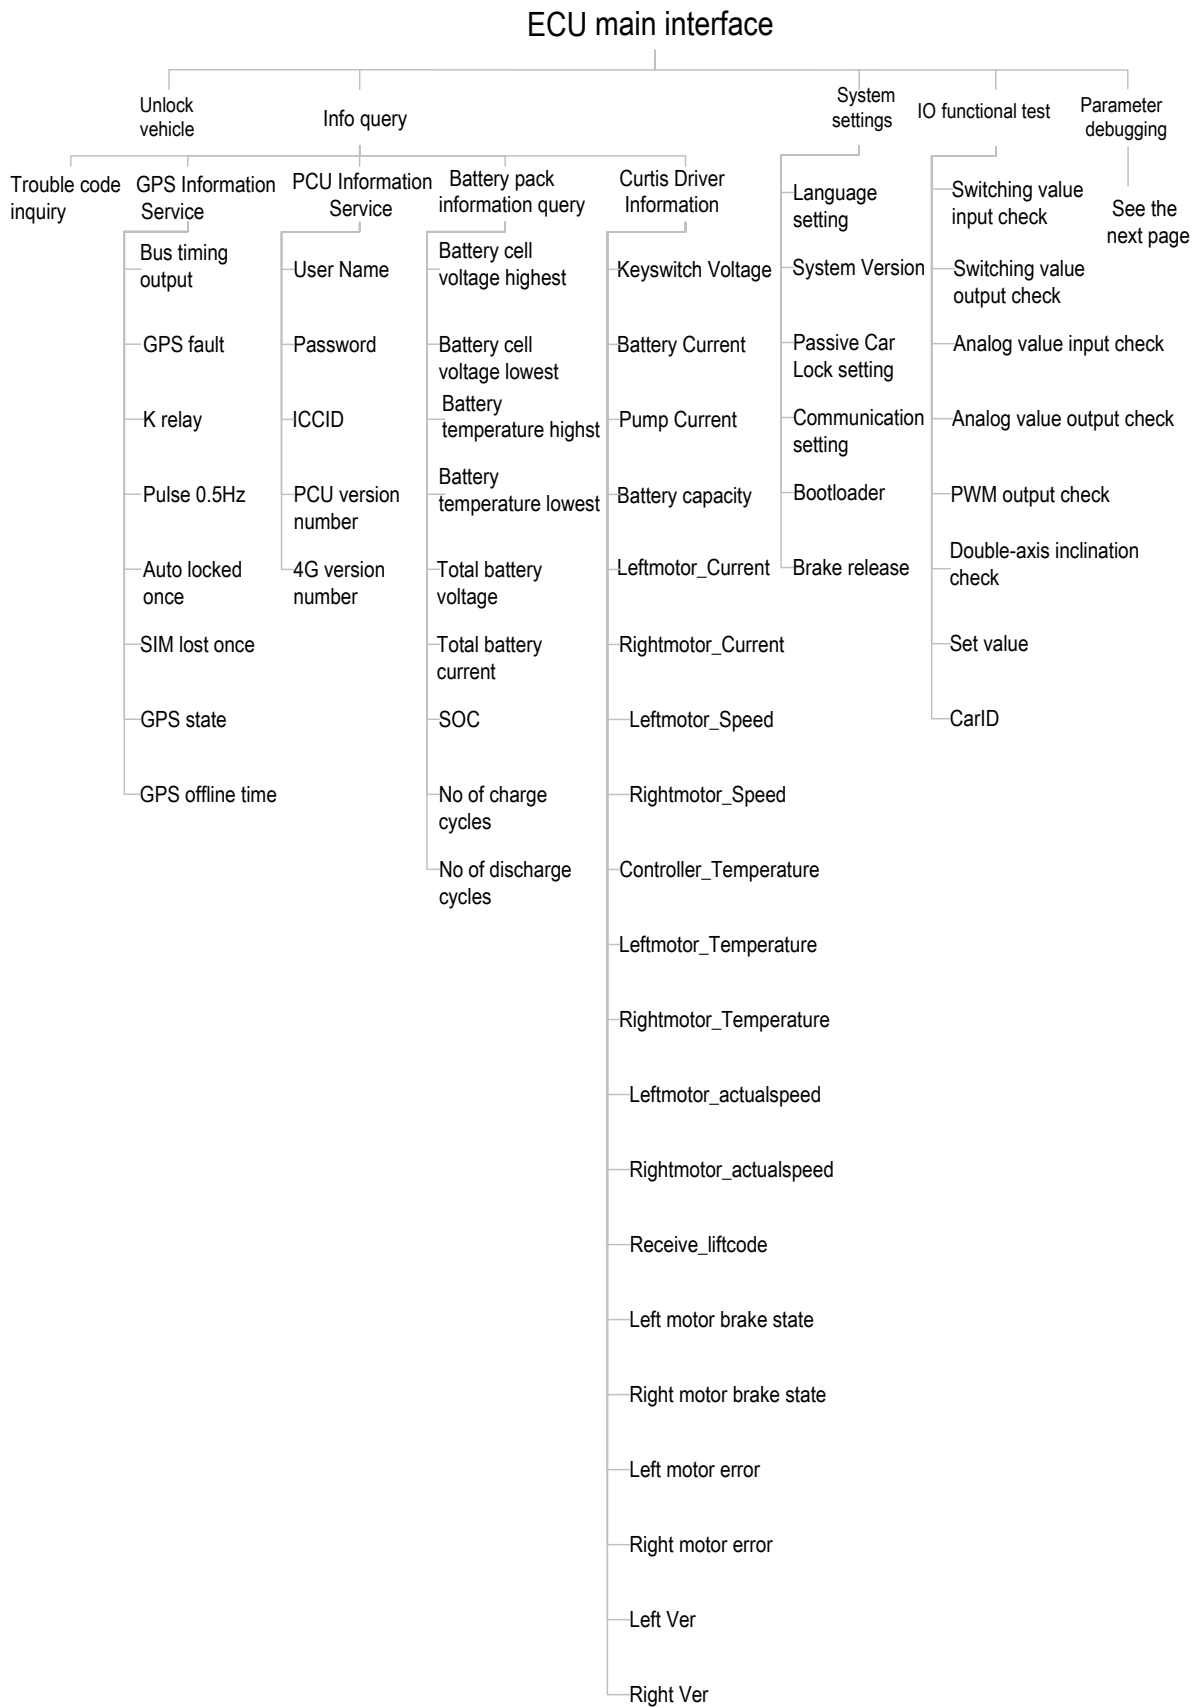 ECU main interface
Unlock
vehicle
Info query
System
settings
IO functional test
Parameter
debugging
Trouble code
inquiry
GPS Information
Service
Bus timing
output
GPS fault
K relay
Pulse 0.5Hz
Auto locked
once
SIM lost once
GPS state
GPS offline time
PCU Information
Service
User Name
Password
ICCID
PCU version
number
4G version
number
Battery pack
information query
Battery cell
voltage highest
Battery cell
voltage lowest
Battery
temperature highst
Battery
temperature lowest
Total battery
voltage
Total battery
current
SOC
No of charge
cycles
No of discharge
cycles
Curtis Driver
Information
Keyswitch Voltage
Battery Current
Pump Current
Battery capacity
Leftmotor_Current
Rightmotor_Current
Leftmotor_Speed
Rightmotor_Speed
Controller_Temperature
Leftmotor_Temperature
Rightmotor_Temperature
Leftmotor_actualspeed
Rightmotor_actualspeed
Receive_liftcode
Left motor brake state
Right motor brake state
Left motor error
Right motor error
Left Ver
Right Ver
Language
setting
System Version
Passive Car
Lock setting
Communication
setting
Bootloader
Brake release
Switching value
input check
Switching value
output check
Analog value input check
Analog value output check
PWM output check
Double-axis inclination
check
Set value
CarID
See the
next page